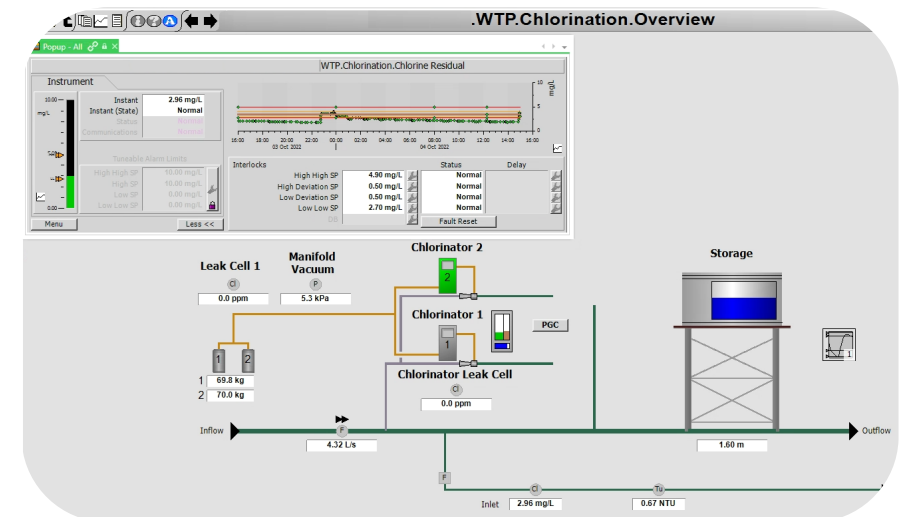 .WTP.Chlorination.Overview
Popup - All
WTP.Chlorination.Chlorine Residual
Instrument
10.00
mg/L
5.00
0.00
Instant 2.96 mg/L
Instant (State) Normal
Status Normal
Communications Normal
Tuneable Alarm Limits
High High SP 10.00 mg/L
High SP 10.00 mg/L
Low SP 0.00 mg/L
Low Low SP 0.00 mg/L
Menu
Less <<
10
mg/L
5
0
16:00 18:00 20:00 22:00 00:00 02:00 04:00 06:00 08:00 10:00 12:00 14:00 16:00
03 Oct 2022 04 Oct 2022
Interlocks Status Delay
High High SP 4.90 mg/L Normal
High Deviation SP 0.50 mg/L Normal
Low Deviation SP 0.50 mg/L Normal
Low Low SP 2.70 mg/L Normal
DB
Fault Reset
Leak Cell 1
Cl
0.0 ppm
Manifold
Vacuum
P
5.3 kPa
Chlorinator 2
2
Chlorinator 1
1
PGC
Storage
1
1 2
1 69.8 kg
2 70.0 kg
Chlorinator Leak Cell
Cl
0.0 ppm
Inflow
F
4.32 L/s
1.60 m
Outflow
F
Cl
Tu
Inlet 2.96 mg/L
0.67 NTU